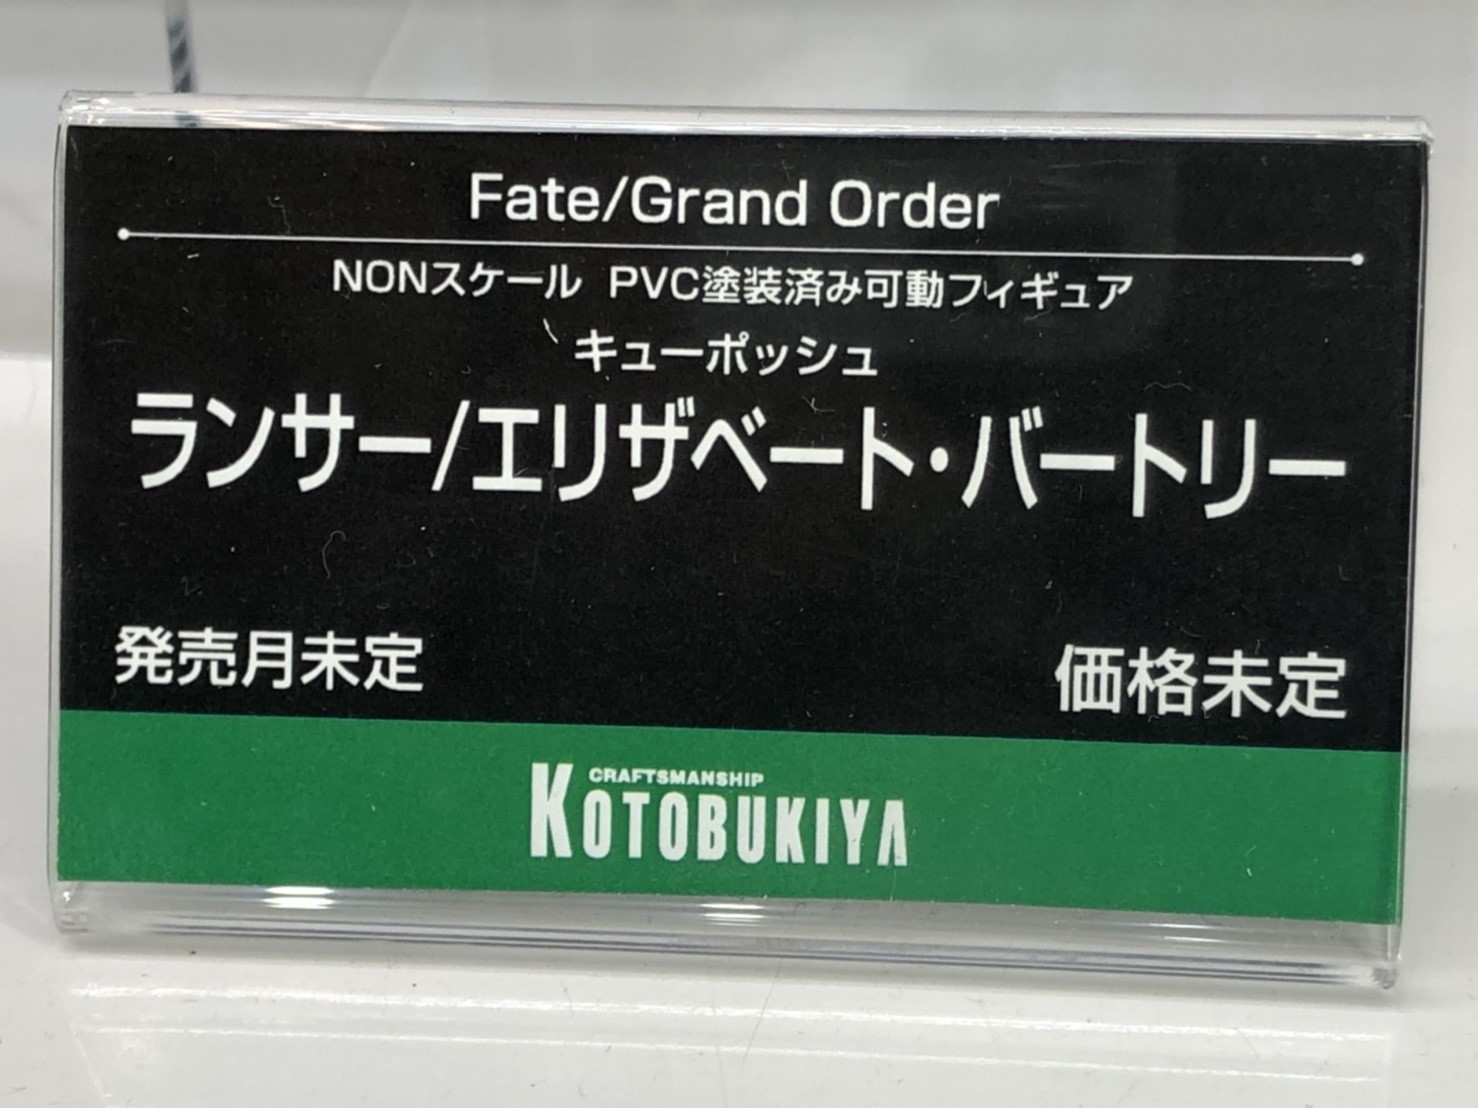 Fate/Grand Order
NONスケール PVC塗装済み可動フィギュア
キューポッシュ
ランサー/エリザベート・バートリー
発売月未定
価格未定
CRAFTSMANSHIP
KOTOBUKIYA